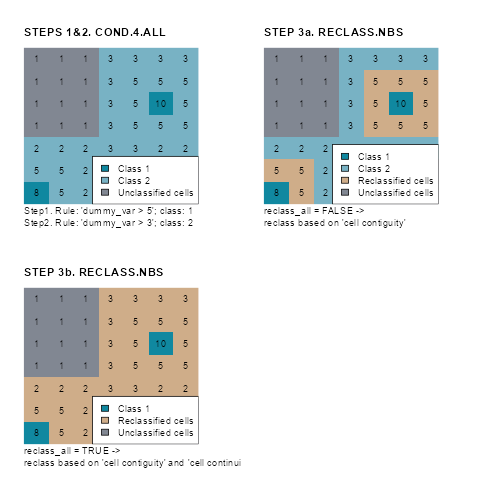 STEPS 1&2. COND.4.ALL
1 1 1 3 3 3 3
1 1 1 3 5 5 5
1 1 1 3 5 10 5
1 1 1 3 5 5 5
2 2 2 3 3 2 2
5 5 2
8 5 2
Class 1
Class 2
Unclassified cells
Step1. Rule: 'dummy_var > 5'; class: 1
Step2. Rule: 'dummy_var > 3'; class: 2
STEP 3a. RECLASS.NBS
1 1 1 3 3 3 3
1 1 1 3 5 5 5
1 1 1 3 5 10 5
1 1 1 3 5 5 5
2 2 2
5 5 2
8 5 2
Class 1
Class 2
Reclassified cells
Unclassified cells
reclass_all = FALSE ->
reclass based on 'cell contiguity'
STEP 3b. RECLASS.NBS
1 1 1 3 3 3 3
1 1 1 3 5 5 5
1 1 1 3 5 10 5
1 1 1 3 5 5 5
2 2 2 3 3 2 2
5 5 2
8 5 2
Class 1
Reclassified cells
Unclassified cells
reclass_all = TRUE ->
reclass based on 'cell contiguity' and 'cell continui